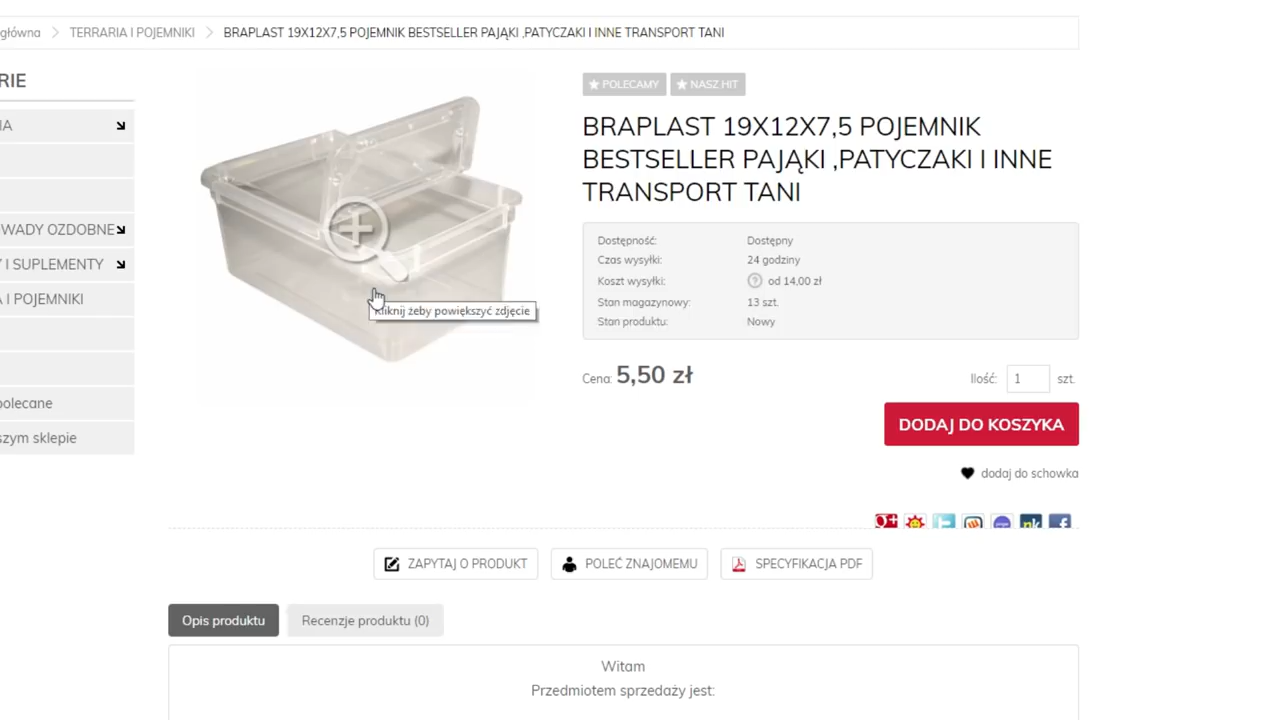 główna TERRARIA I POJEMNIKI BRAPLAST 19X12X7,5 POJEMNIK BESTSELLER PAJĄKI ,PATYCZAKI I INNE TRANSPORT TANI
RIE
IA
WADY OZDOBNE
I SUPLEMENTY
I POJEMNIKI
polecane
szym sklepie
Kliknij żeby powiększyć zdjęcie
POLECAMY NASZ HIT
BRAPLAST 19X12X7,5 POJEMNIK
BESTSELLER PAJĄKI ,PATYCZAKI I INNE
TRANSPORT TANI
Dostępność: Dostępny
Czas wysyłki: 24 godziny
Koszt wysyłki: ? od 14,00 zł
Stan magazynowy: 13 szt.
Stan produktu: Nowy
Cena: 5,50 zł Ilość: 1 szt.
DODAJ DO KOSZYKA
dodaj do schowka
ZAPYTAJ O PRODUKT POLEĆ ZNAJOMEMU SPECYFIKACJA PDF
Opis produktu Recenzje produktu (0)
Witam
Przedmiotem sprzedaży jest: